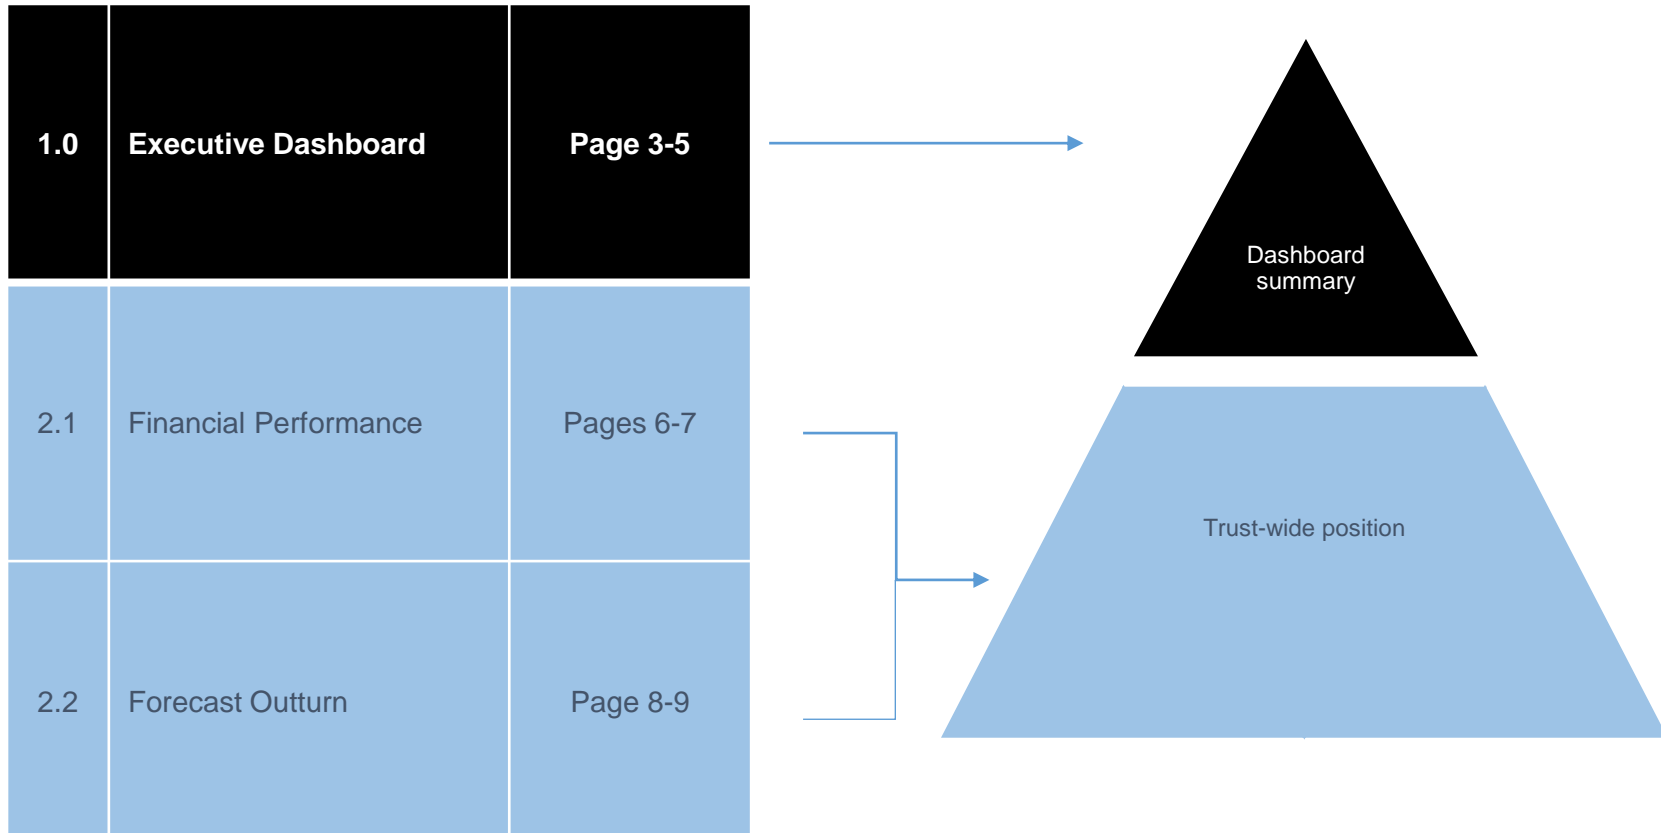 1.0 Executive Dashboard Page 3-5
Dashboard
summary
2.1 Financial Performance Pages 6-7
Trust-wide position
2.2 Forecast Outturn Page 8-9